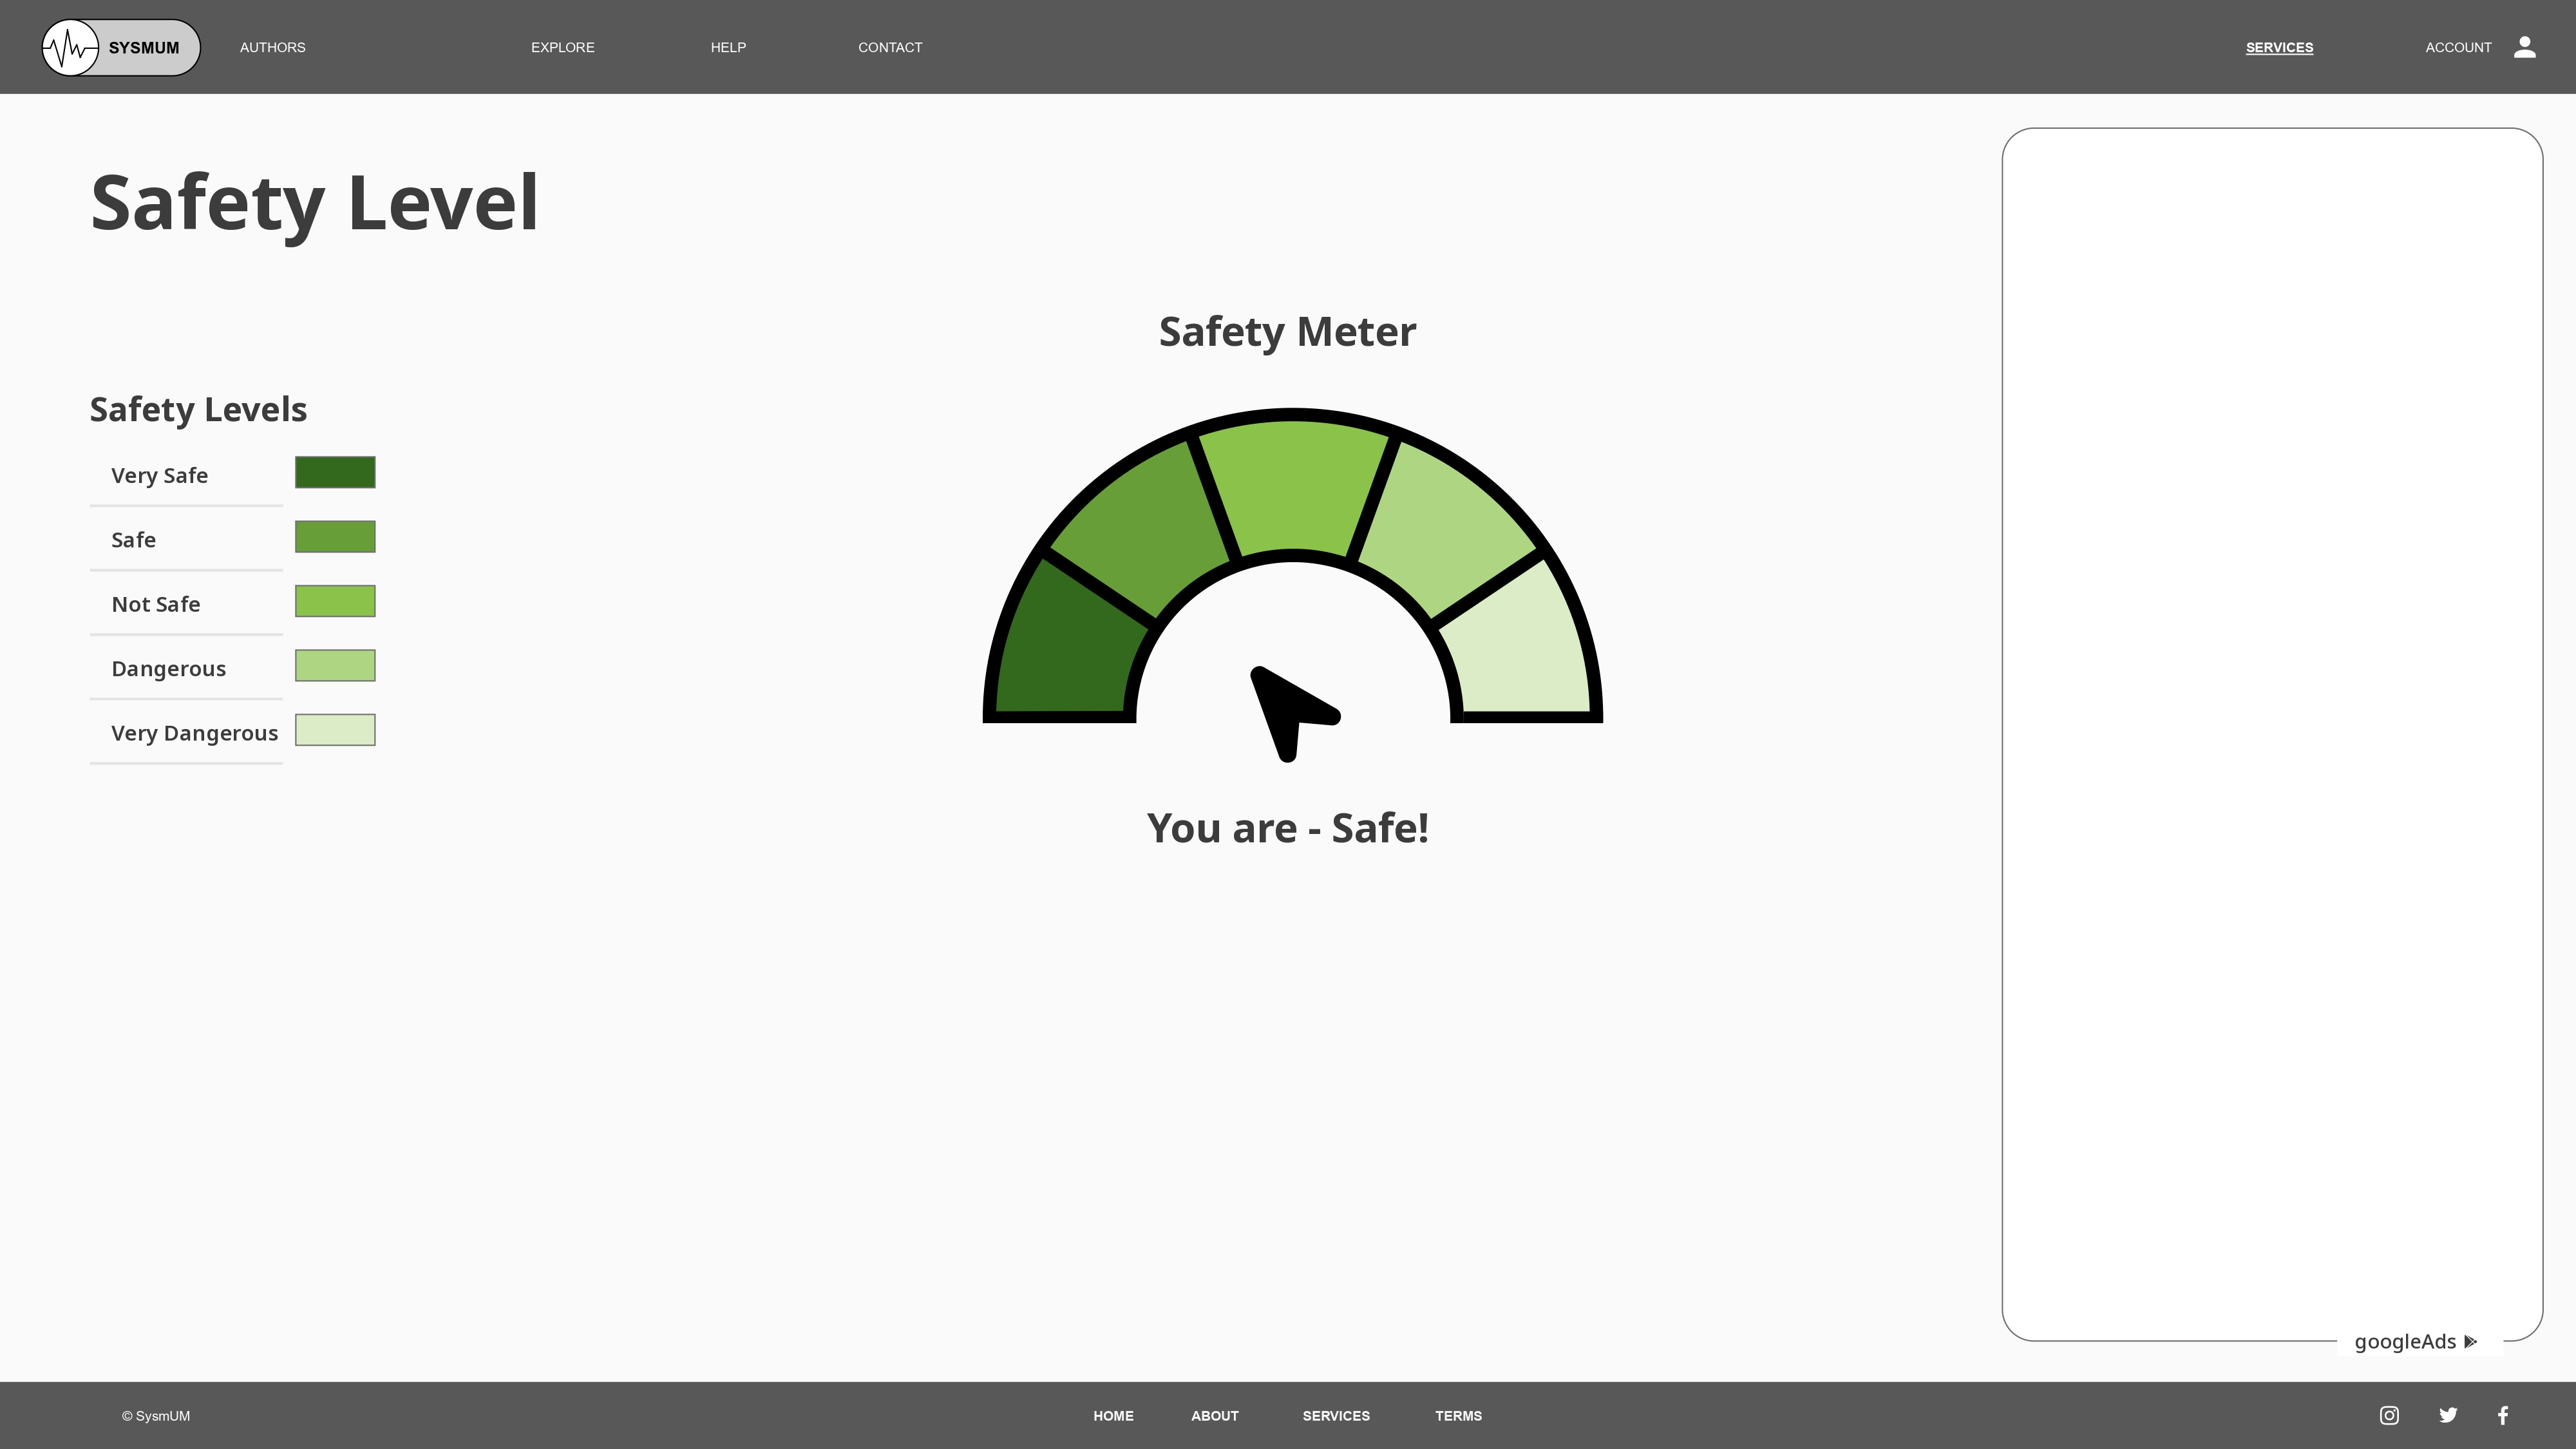 SYSMUM
AUTHORS
EXPLORE
HELP
CONTACT
SERVICES
ACCOUNT
Safety Level
Safety Meter
Safety Levels
Very Safe
Safe
Not Safe
Dangerous
Very Dangerous
You are - Safe!
googleAds
© SysmUM
HOME
ABOUT
SERVICES
TERMS